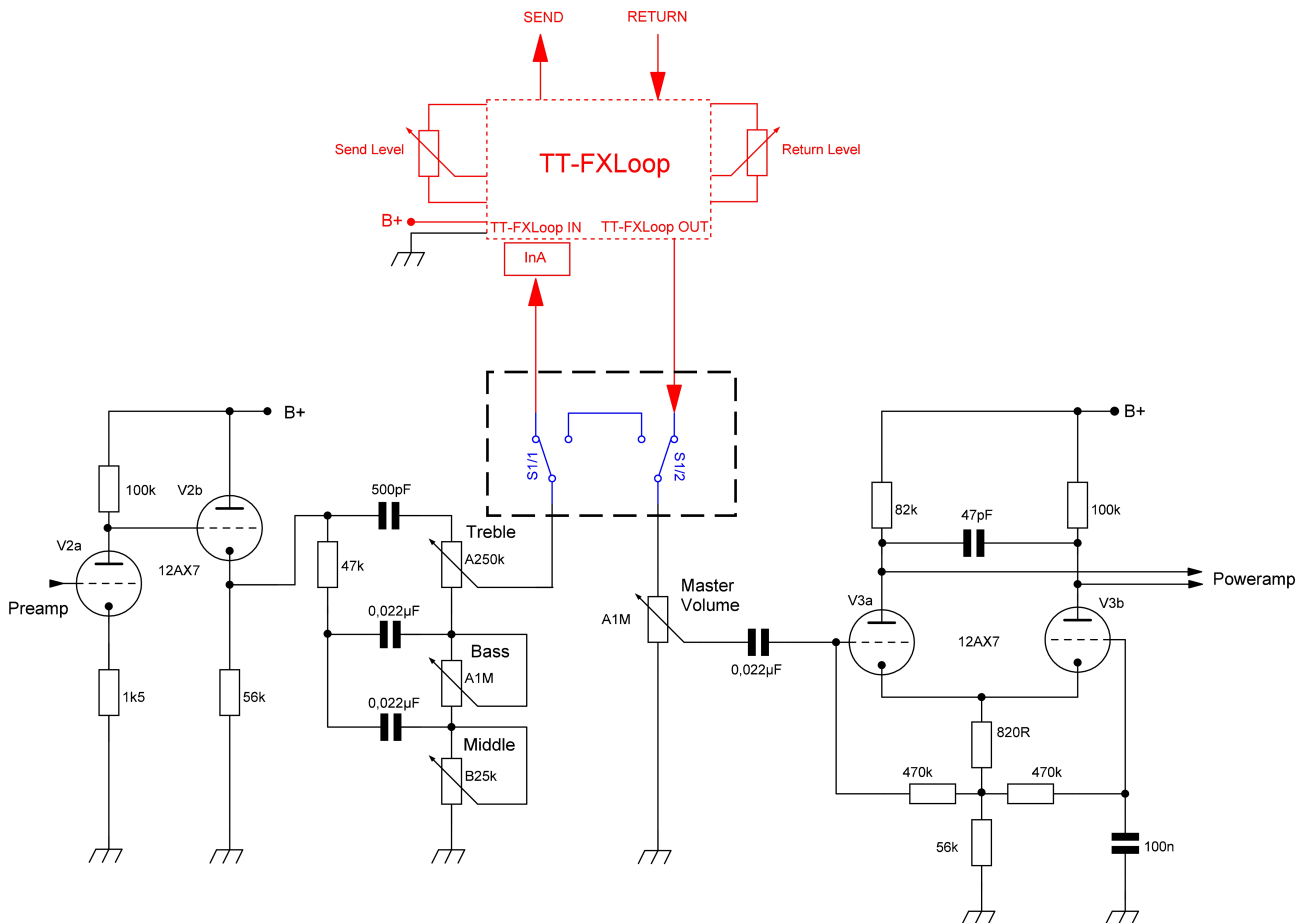 SEND
RETURN
Send Level
TT-FXLoop
Return Level
B+
TT-FXLoop IN
TT-FXLoop OUT
InA
B+
B+
S1/1
S1/2
100k
V2b
500pF
Treble
82k
47pF
100k
V2a
12AX7
47k
A250k
Poweramp
Preamp
Master
Volume
A1M
V3a
V3b
0,022µF
12AX7
Bass
A1M
0,022µF
1k5
56k
0,022µF
Middle
B25k
820R
470k
470k
56k
100n